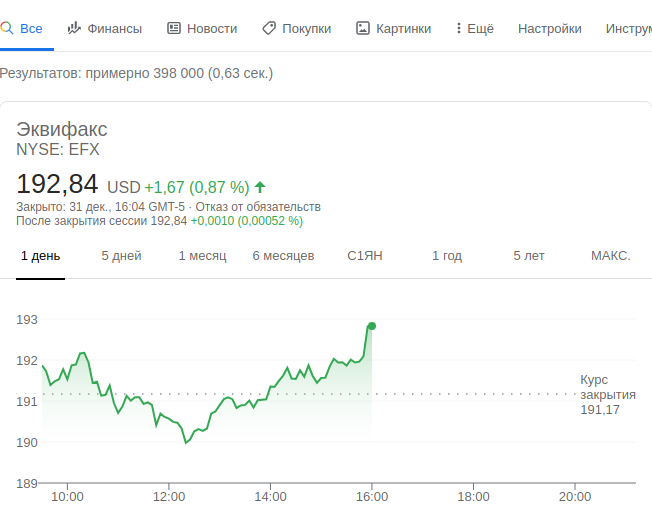 Все Финансы Новости Покупки Картинки Ещё Настройки Инструм
Результатов: примерно 398 000 (0,63 сек.)
Эквифакс
NYSE: EFX
192,84 USD +1,67 (0,87 %)
Закрыто: 31 дек., 16:04 GMT-5 · Отказ от обязательств
После закрытия сессии 192,84 +0,0010 (0,00052 %)
1 день 5 дней 1 месяц 6 месяцев С1ЯН 1 год 5 лет МАКС.
193
192
191
190
189
Курс
закрытия
191,17
10:00 12:00 14:00 16:00 18:00 20:00